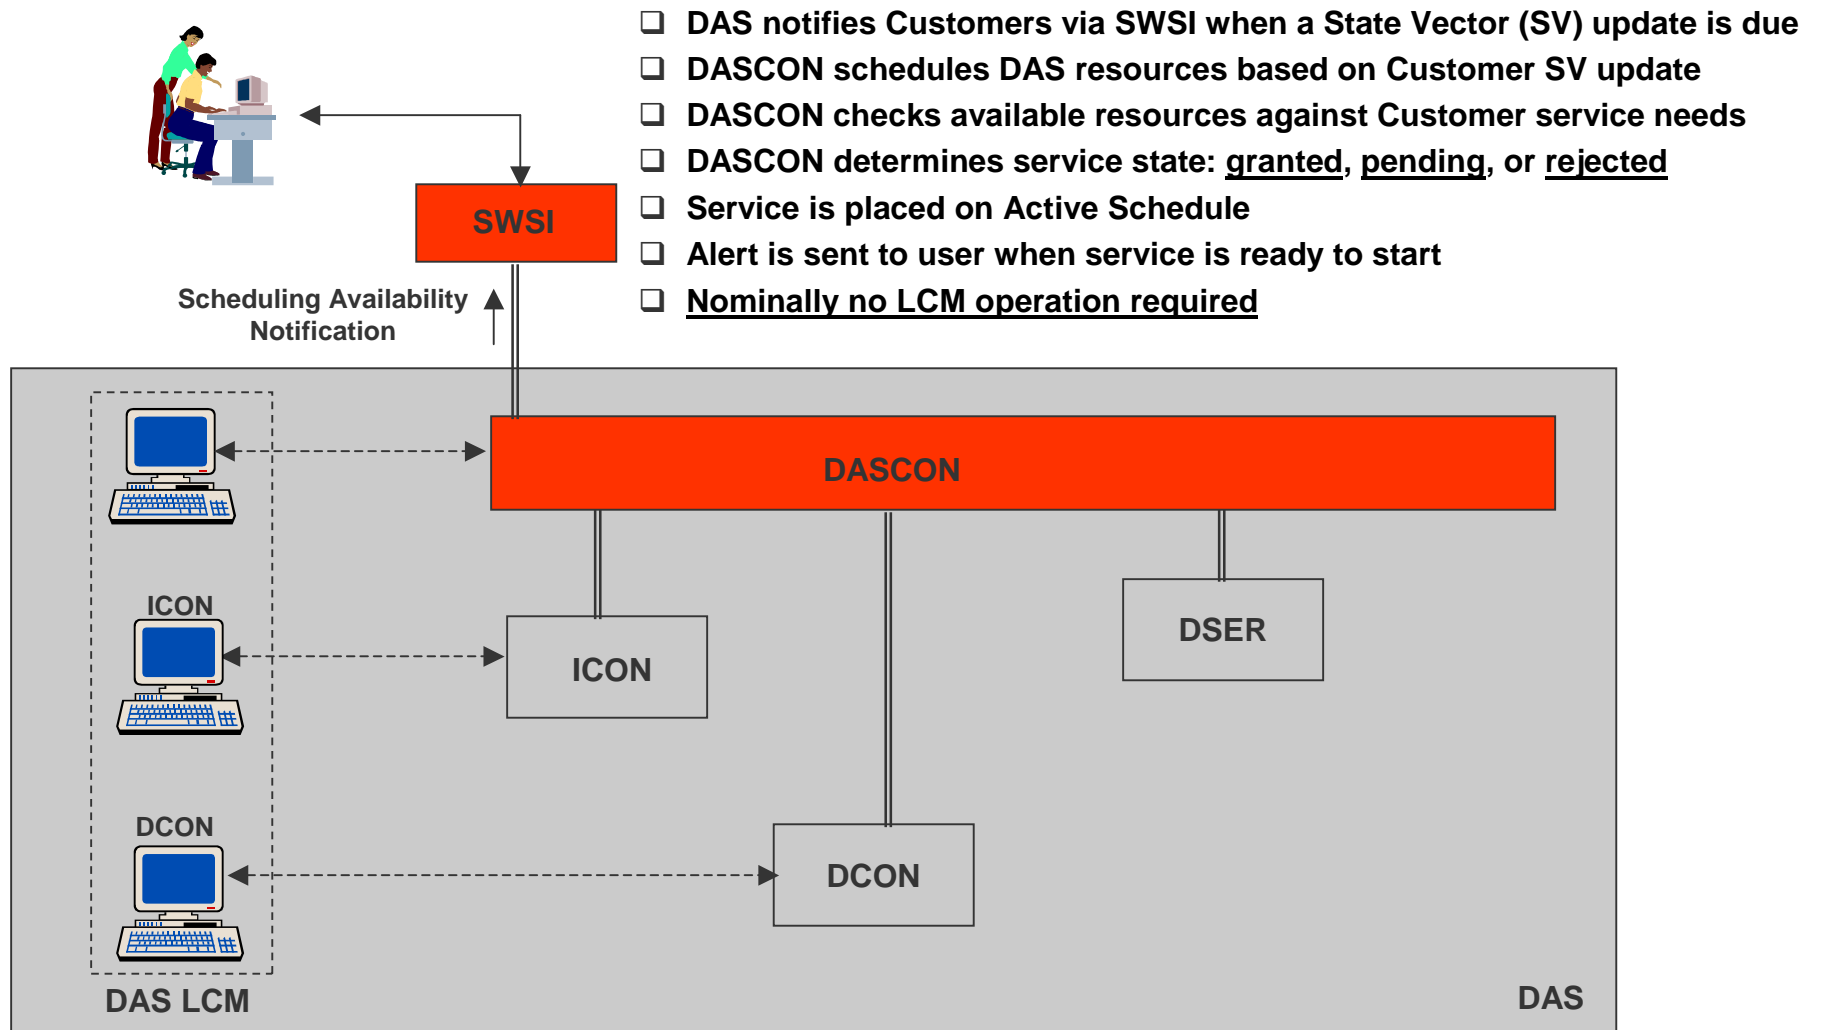 ❑ DAS notifies Customers via SWSI when a State Vector (SV) update is due
❑ DASCON schedules DAS resources based on Customer SV update
❑ DASCON checks available resources against Customer service needs
❑ DASCON determines service state: granted, pending, or rejected
❑ Service is placed on Active Schedule
❑ Alert is sent to user when service is ready to start
❑ Nominally no LCM operation required
SWSI
Scheduling Availability
Notification
DASCON
ICON
ICON
DSER
DCON
DCON
DAS LCM
DAS